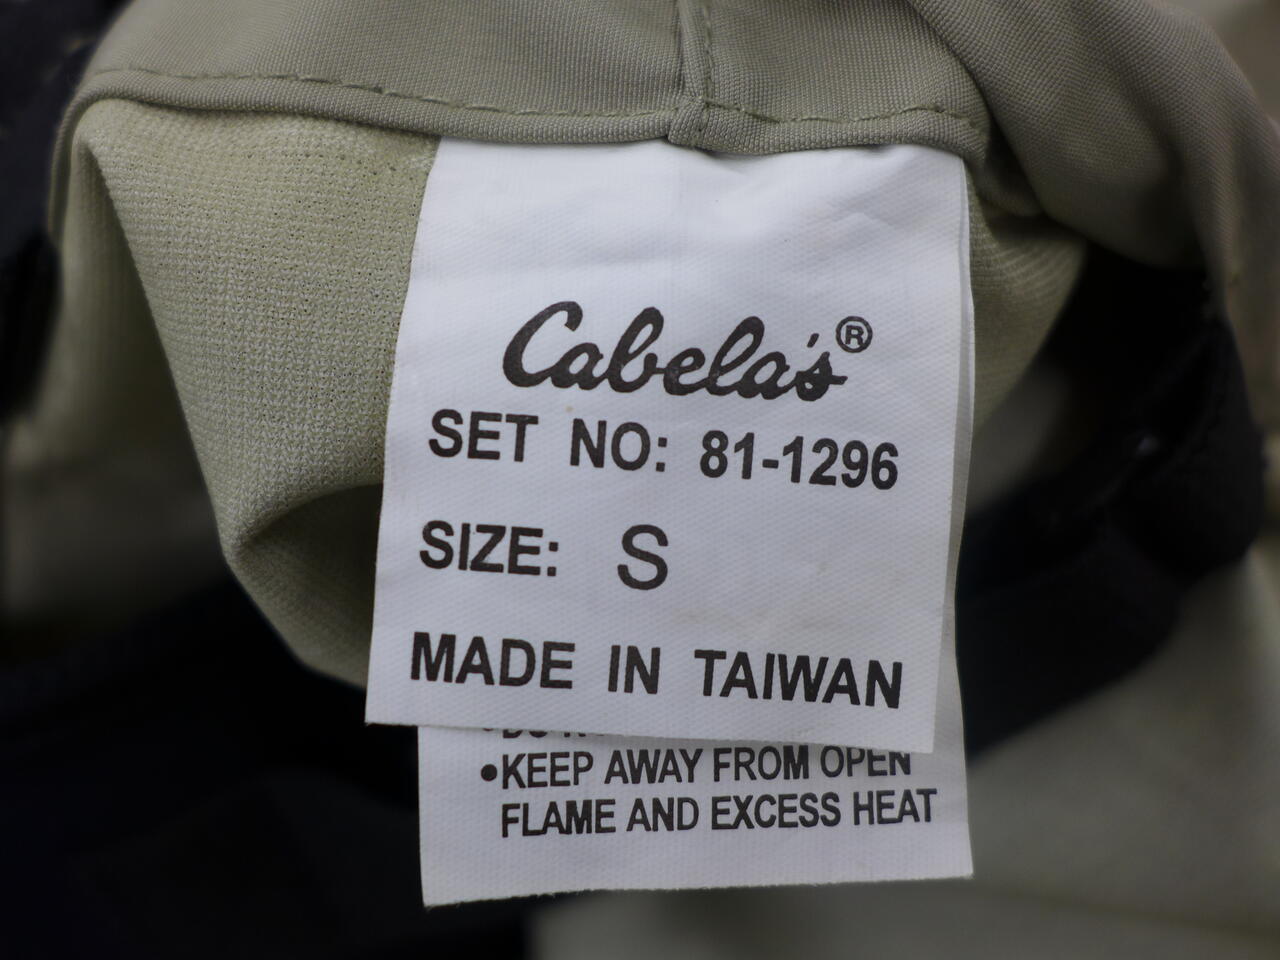 Cabela's®
SET NO: 81-1296
SIZE: S
MADE IN TAIWAN
•KEEP AWAY FROM OPEN
FLAME AND EXCESS HEAT